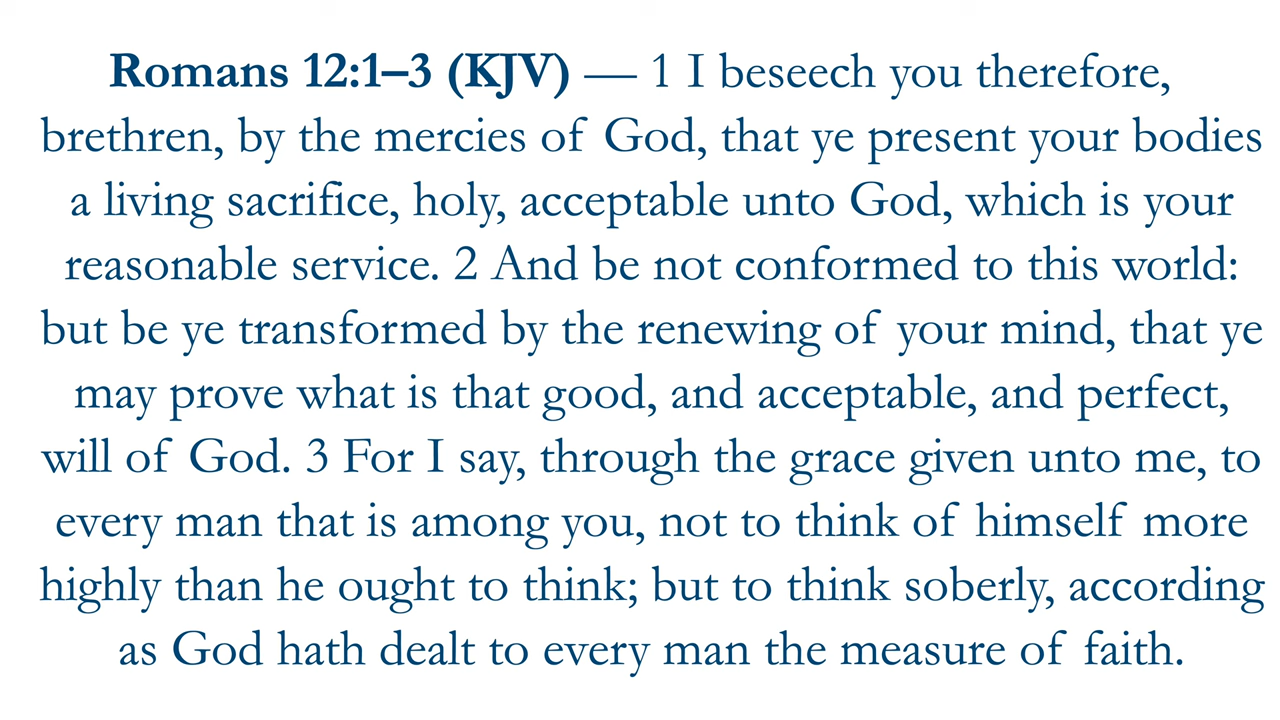 Romans 12:1–3 (KJV) — 1 I beseech you therefore,
brethren, by the mercies of God, that ye present your bodies
a living sacrifice, holy, acceptable unto God, which is your
reasonable service. 2 And be not conformed to this world:
but be ye transformed by the renewing of your mind, that ye
may prove what is that good, and acceptable, and perfect,
will of God. 3 For I say, through the grace given unto me, to
every man that is among you, not to think of himself more
highly than he ought to think; but to think soberly, according
as God hath dealt to every man the measure of faith.